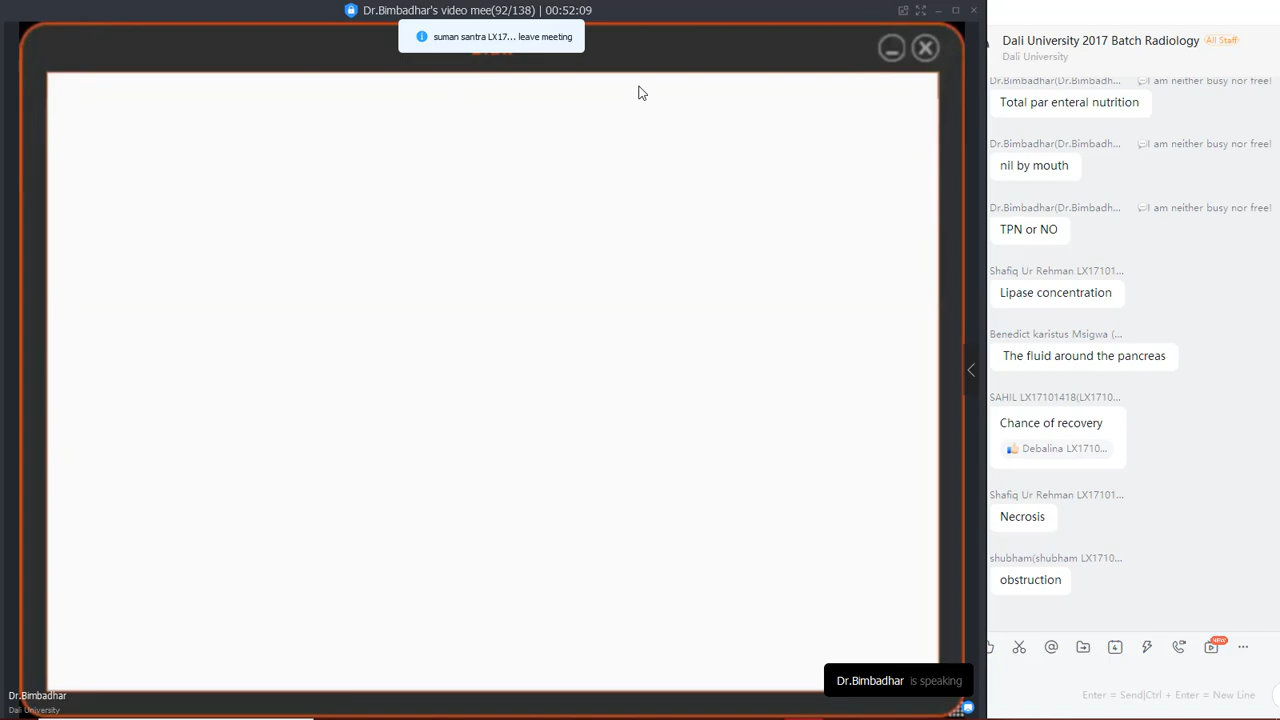 Dr.Bimbadhar's video mee(92/138) | 00:52:09
suman santra LX17... leave meeting
Dali University 2017 Batch Radiology All Staff
Dali University
Dr.Bimbadhar(Dr.Bimbadh... I am neither busy nor free!
Total par enteral nutrition
Dr.Bimbadhar(Dr.Bimbadh... I am neither busy nor free!
nil by mouth
Dr.Bimbadhar(Dr.Bimbadh... I am neither busy nor free!
TPN or NO
Shafiq Ur Rehman LX17101...
Lipase concentration
Benedict karistus Msigwa (...
The fluid around the pancreas
SAHIL LX17101418(LX1710...
Chance of recovery
Debalina LX1710...
Shafiq Ur Rehman LX17101...
Necrosis
shubham(shubham LX1710...
obstruction
NEW
4
Enter = Send|Ctrl + Enter = New Line
Dr.Bimbadhar is speaking
Dr.Bimbadhar
Dali University